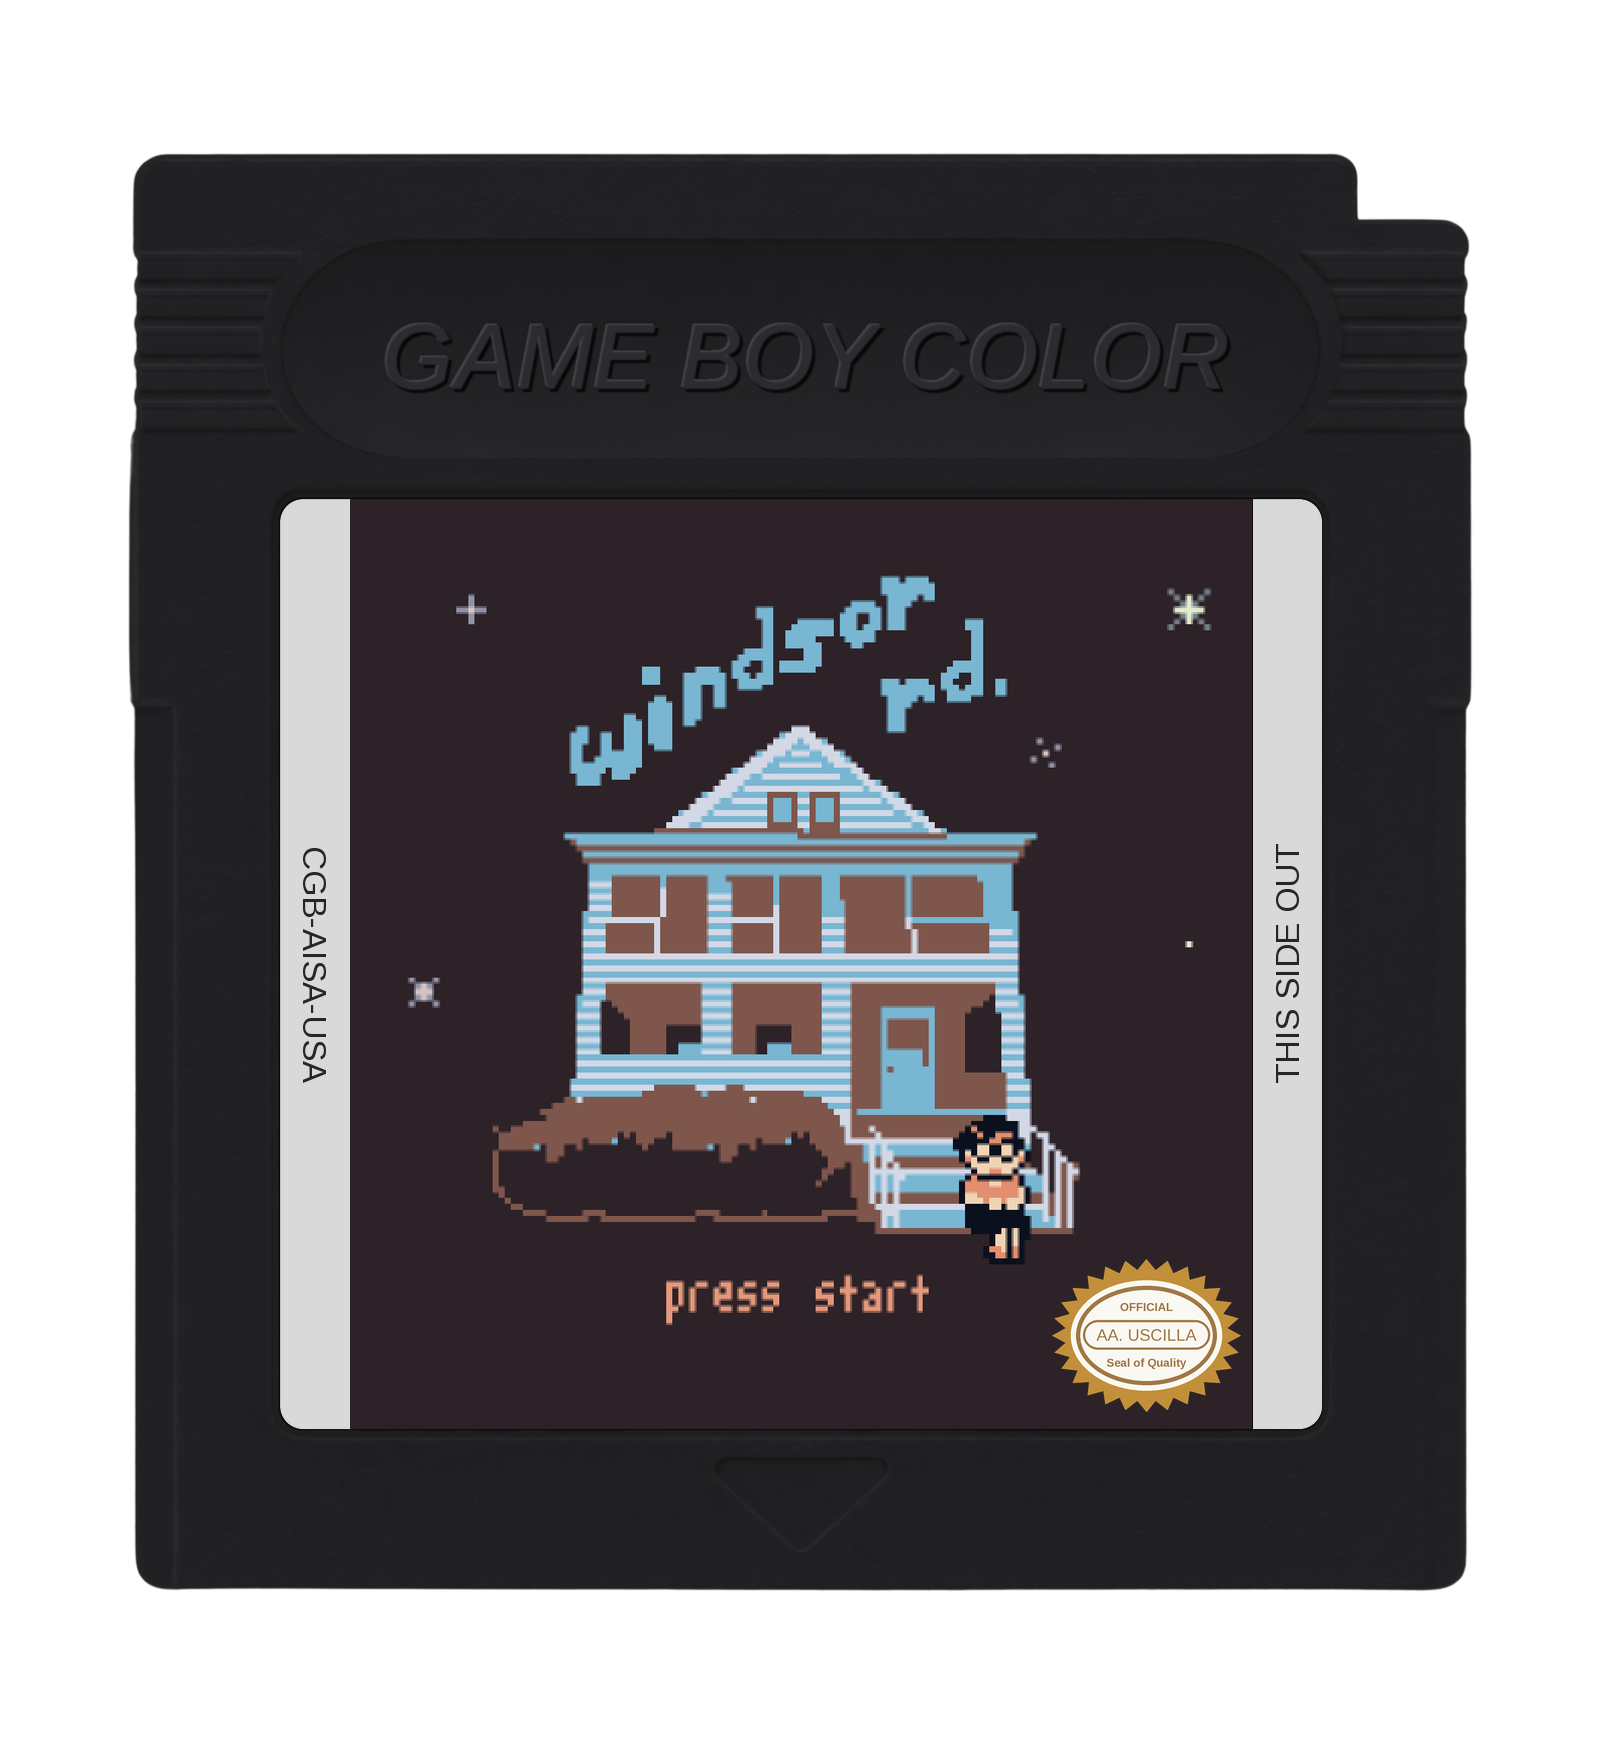 GAME BOY COLOR
windsor
rd.
CGB-AISA-USA
THIS SIDE OUT
press start
OFFICIAL
AA. USCILLA
Seal of Quality